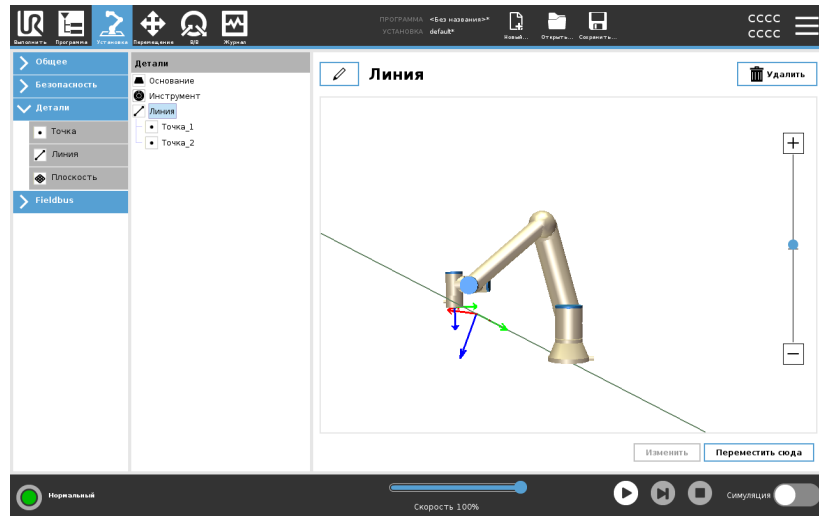 ПРОГРАММА <Без названия>*
УСТАНОВКА default*
Выполнить Программа Установка Перемещение В/В Журнал
Новый... Открыть... Сохранить...
CCCC
CCCC
Общее
Безопасность
Детали
Точка
Линия
Плоскость
Fieldbus
Детали
Основание
Инструмент
Линия
Точка_1
Точка_2
Линия
Удалить
Изменить
Переместить сюда
Нормальный
Скорость 100%
Симуляция